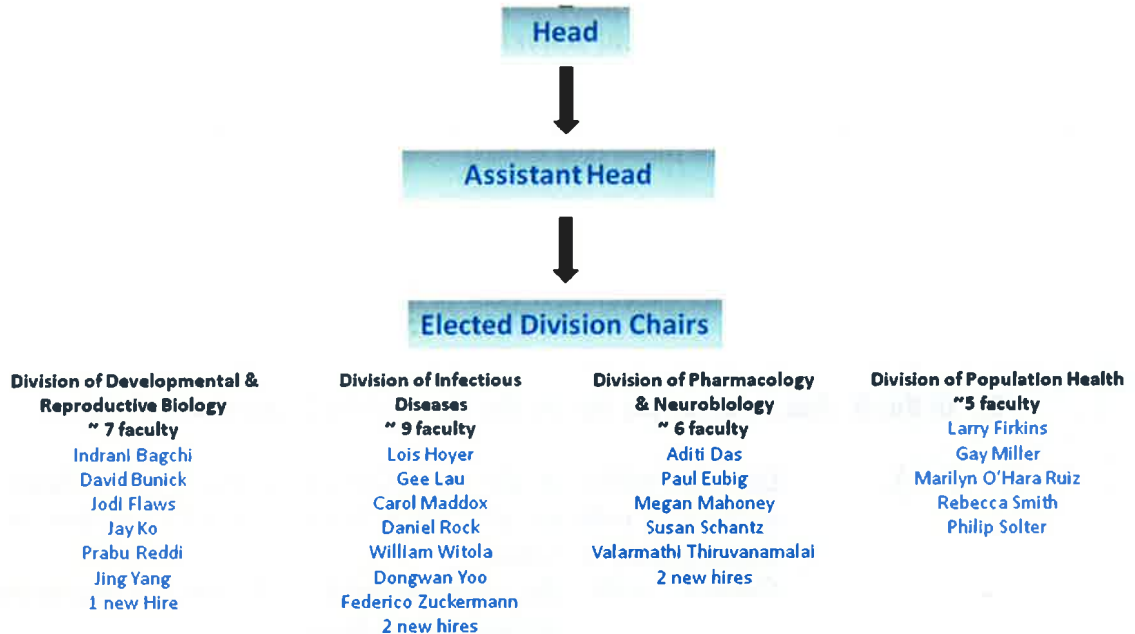 Head
Assistant Head
Elected Division Chairs
Division of Developmental &
Reproductive Biology
~ 7 faculty
Indrani Bagchi
David Bunick
Jodi Flaws
Jay Ko
Prabu Reddi
Jing Yang
1 new Hire
Division of Infectious
Diseases
~ 9 faculty
Lois Hoyer
Gee Lau
Carol Maddox
Daniel Rock
William Witola
Dongwan Yoo
Federico Zuckermann
2 new hires
Division of Pharmacology
& Neurobiology
~ 6 faculty
Aditi Das
Paul Eubig
Megan Mahoney
Susan Schantz
Valarmathi Thiruvanamalai
2 new hires
Division of Population Health
~5 faculty
Larry Firkins
Gay Miller
Marilyn O'Hara Ruiz
Rebecca Smith
Philip Solter